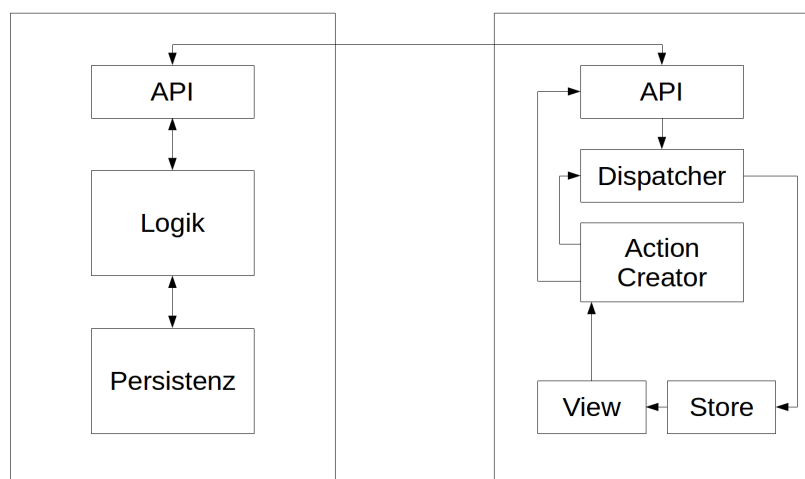 API
Logik
Persistenz
API
Dispatcher
Action
Creator
View
Store